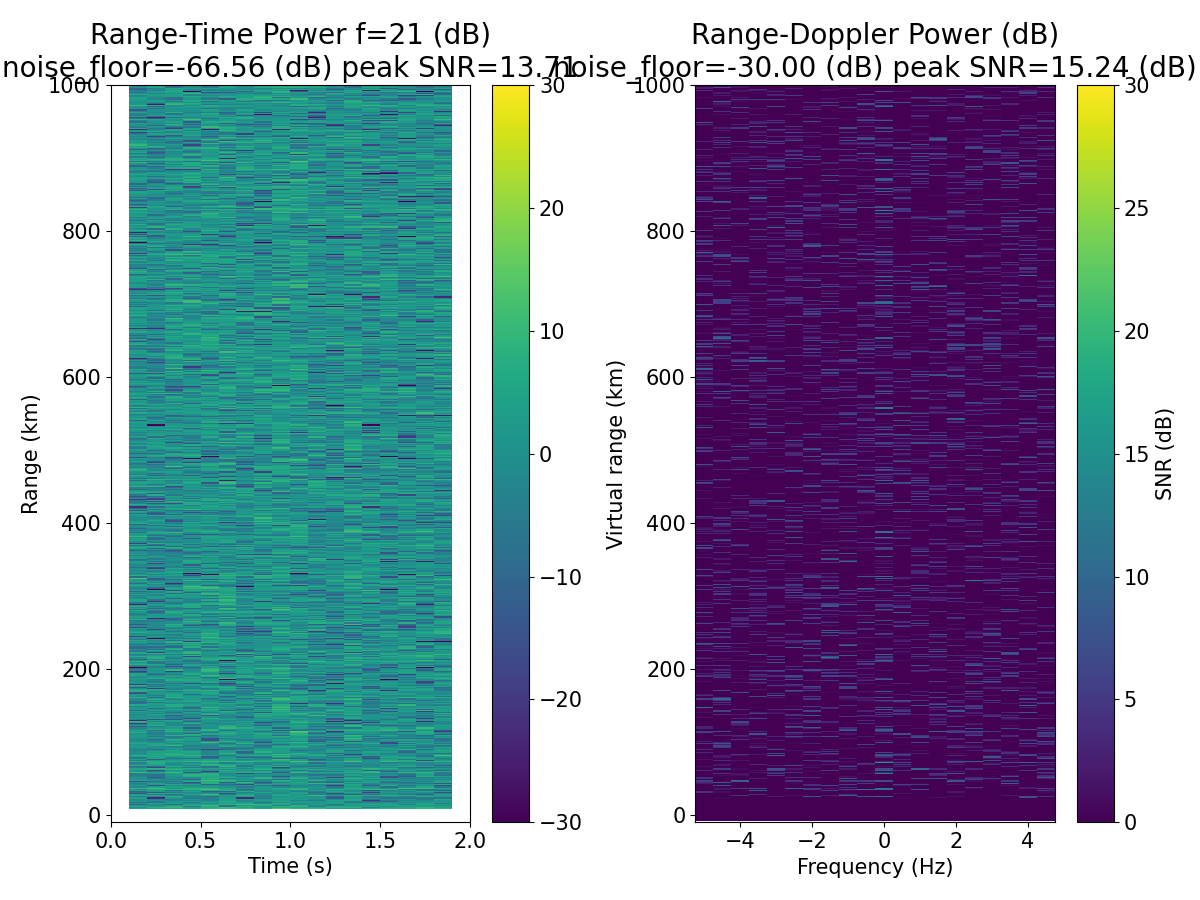 Range-Time Power f=21 (dB)
noise_floor=-66.56 (dB) peak SNR=13.71
Range (km)
1000
800
600
400
200
0
0.0 0.5 1.0 1.5 2.0
Time (s)
30
20
10
0
−10
−20
−30
Range-Doppler Power (dB)
noise_floor=-30.00 (dB) peak SNR=15.24 (dB)
Virtual range (km)
1000
800
600
400
200
0
−4 −2 0 2 4
Frequency (Hz)
30
25
20
15
10
5
0
SNR (dB)